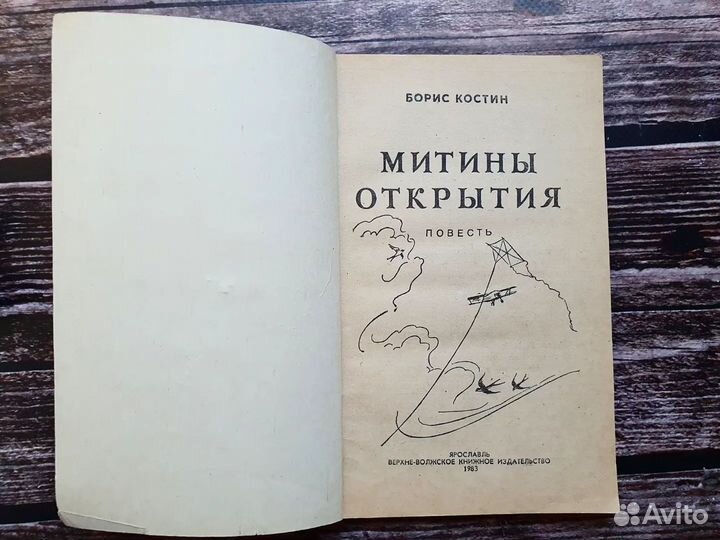 БОРИС КОСТИН
МИТИНЫ
ОТКРЫТИЯ
ПОВЕСТЬ
ЯРОСЛАВЛЬ
ВЕРХНЕ-ВОЛЖСКОЕ КНИЖНОЕ ИЗДАТЕЛЬСТВО
1983
Avito